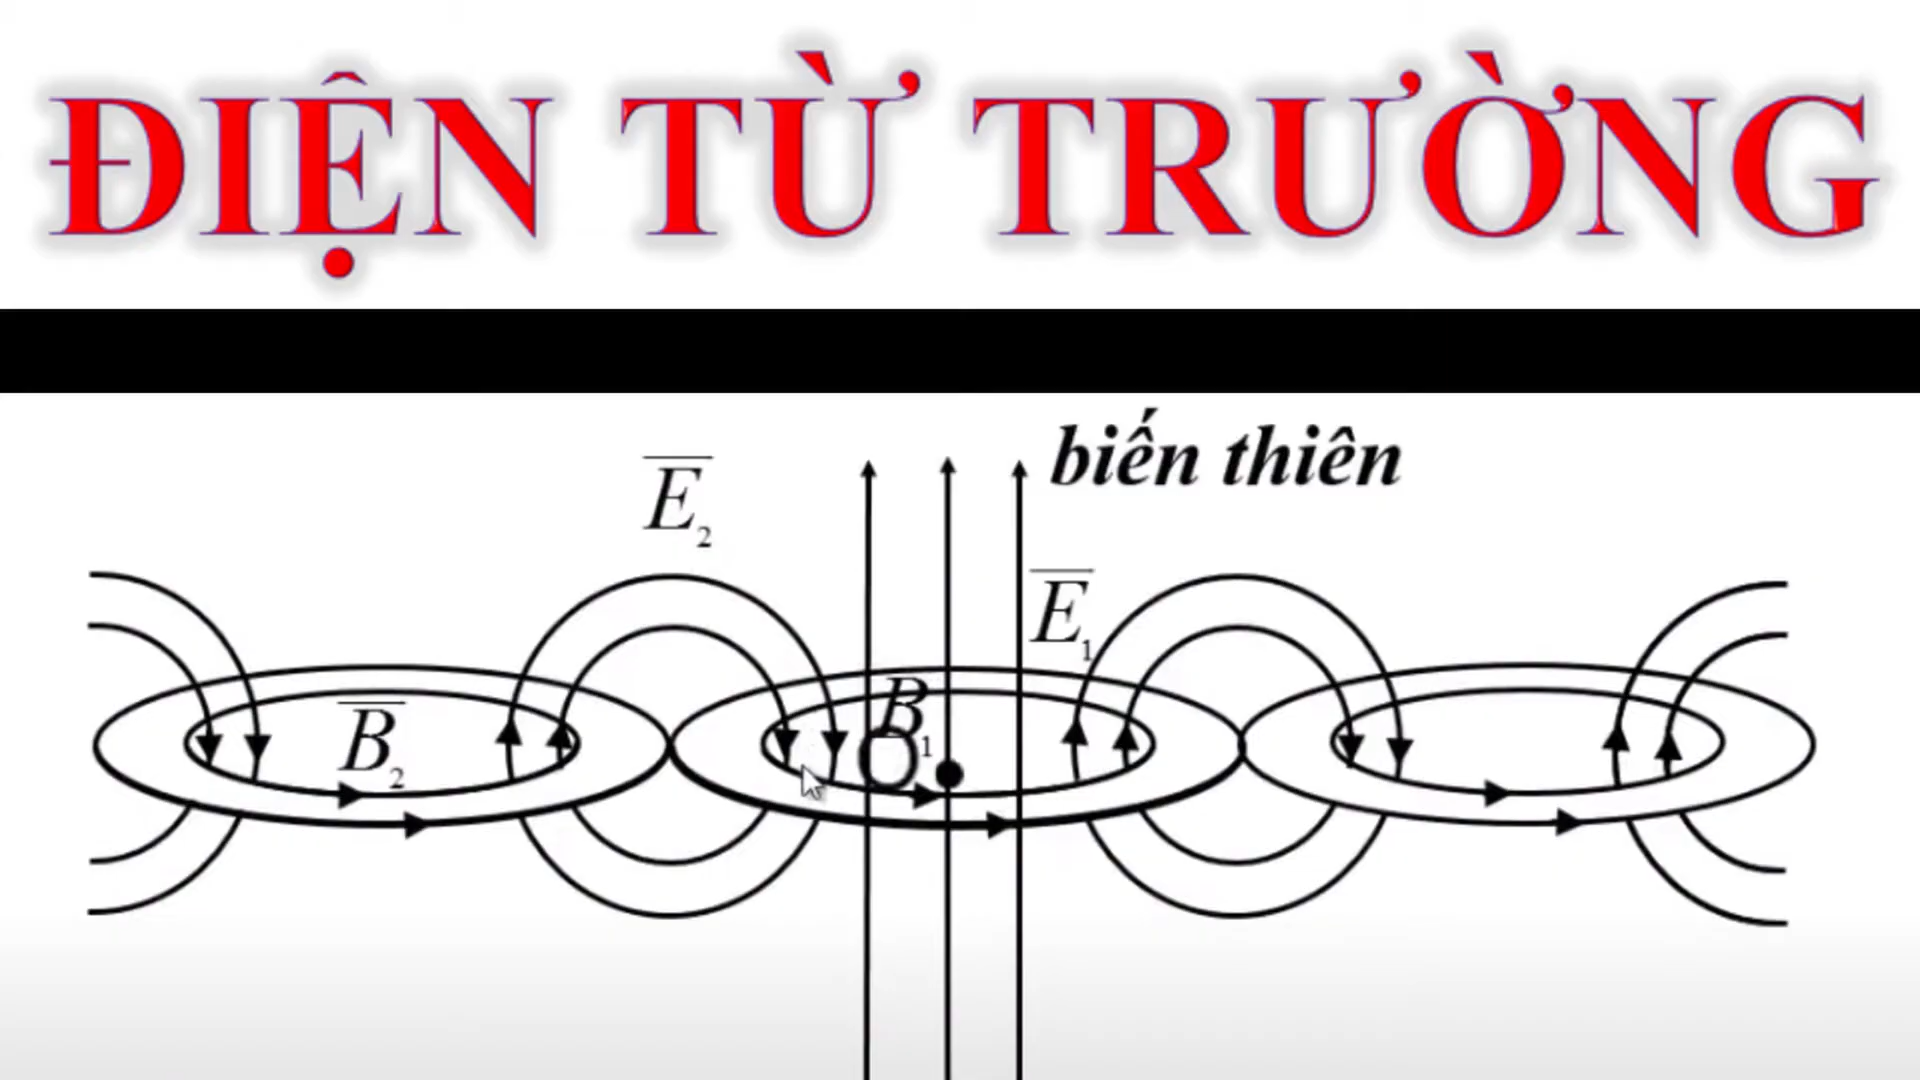 ĐIỆN TỪ TRƯỜNG
biến thiên
E₂
E₁
B₂
B₁
O